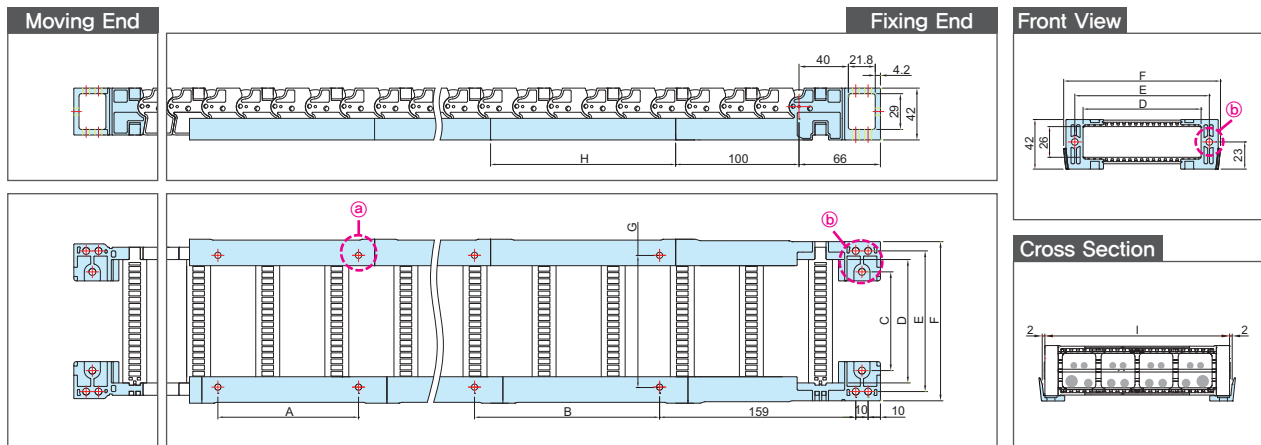 Moving End
Fixing End
Front View
40
21.8
4.2
29
42
H
100
66
F
E
D
ⓑ
42
26
23
ⓐ
ⓑ
G
C
D
E
F
A
B
159
10
10
Cross Section
2
I
2